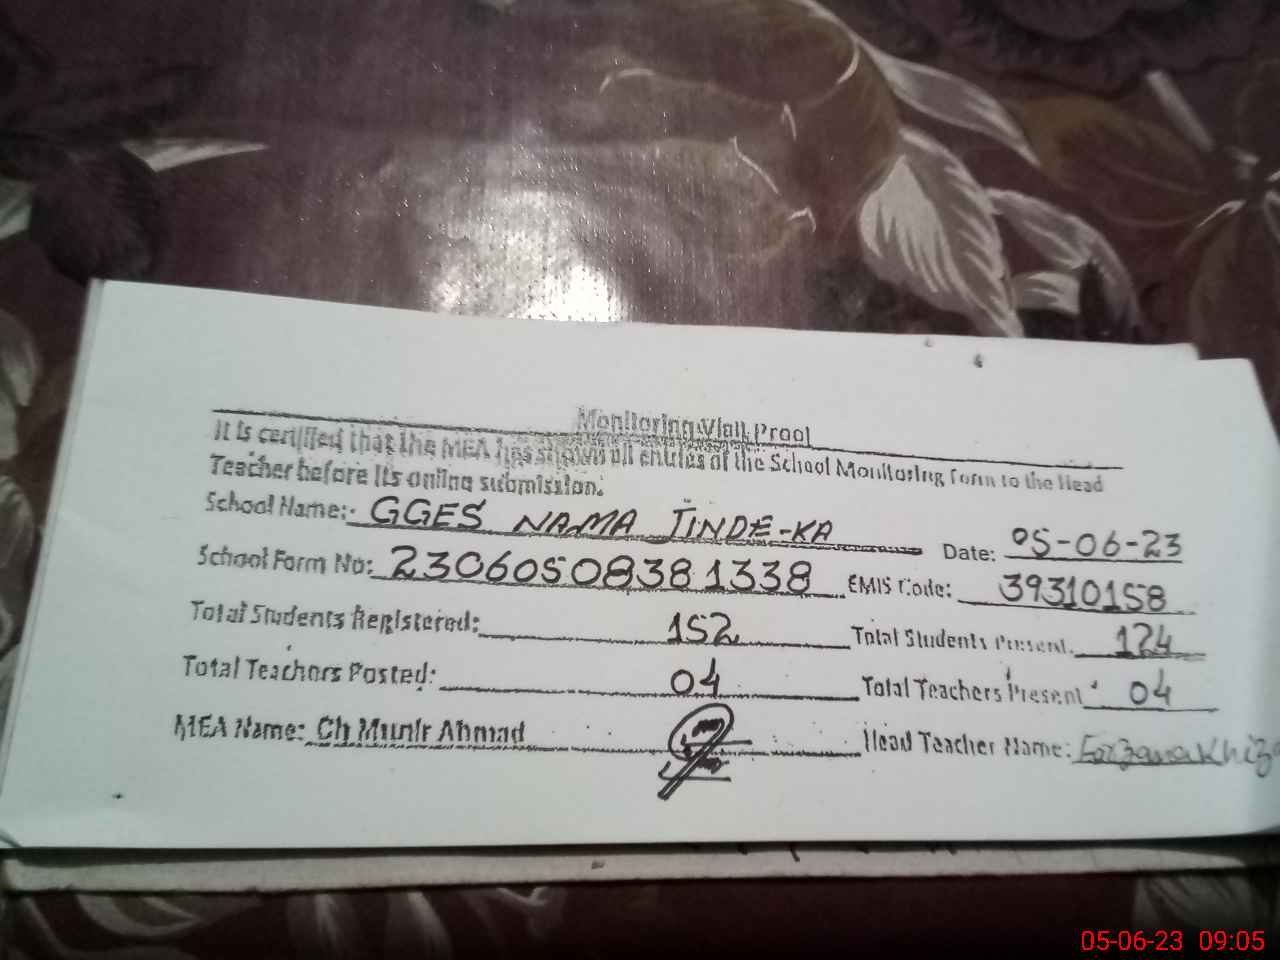 Monitoring Visit Proof
It is certified that the MEA has shown all entries of the School Monitoring Form to the Head
Teacher before its online submission.
School Name:- GGES NAMA JINDE-KA Date: 05-06-23
School Form No: 23060508381338 EMIS Code: 39310158
Total Students Registered: 152 Total Students Present. 124
Total Teachers Posted: 04 Total Teachers Present 04
MEA Name: Ch Munir Ahmad Head Teacher Name: Farzana Khiz
05-06-23 09:05